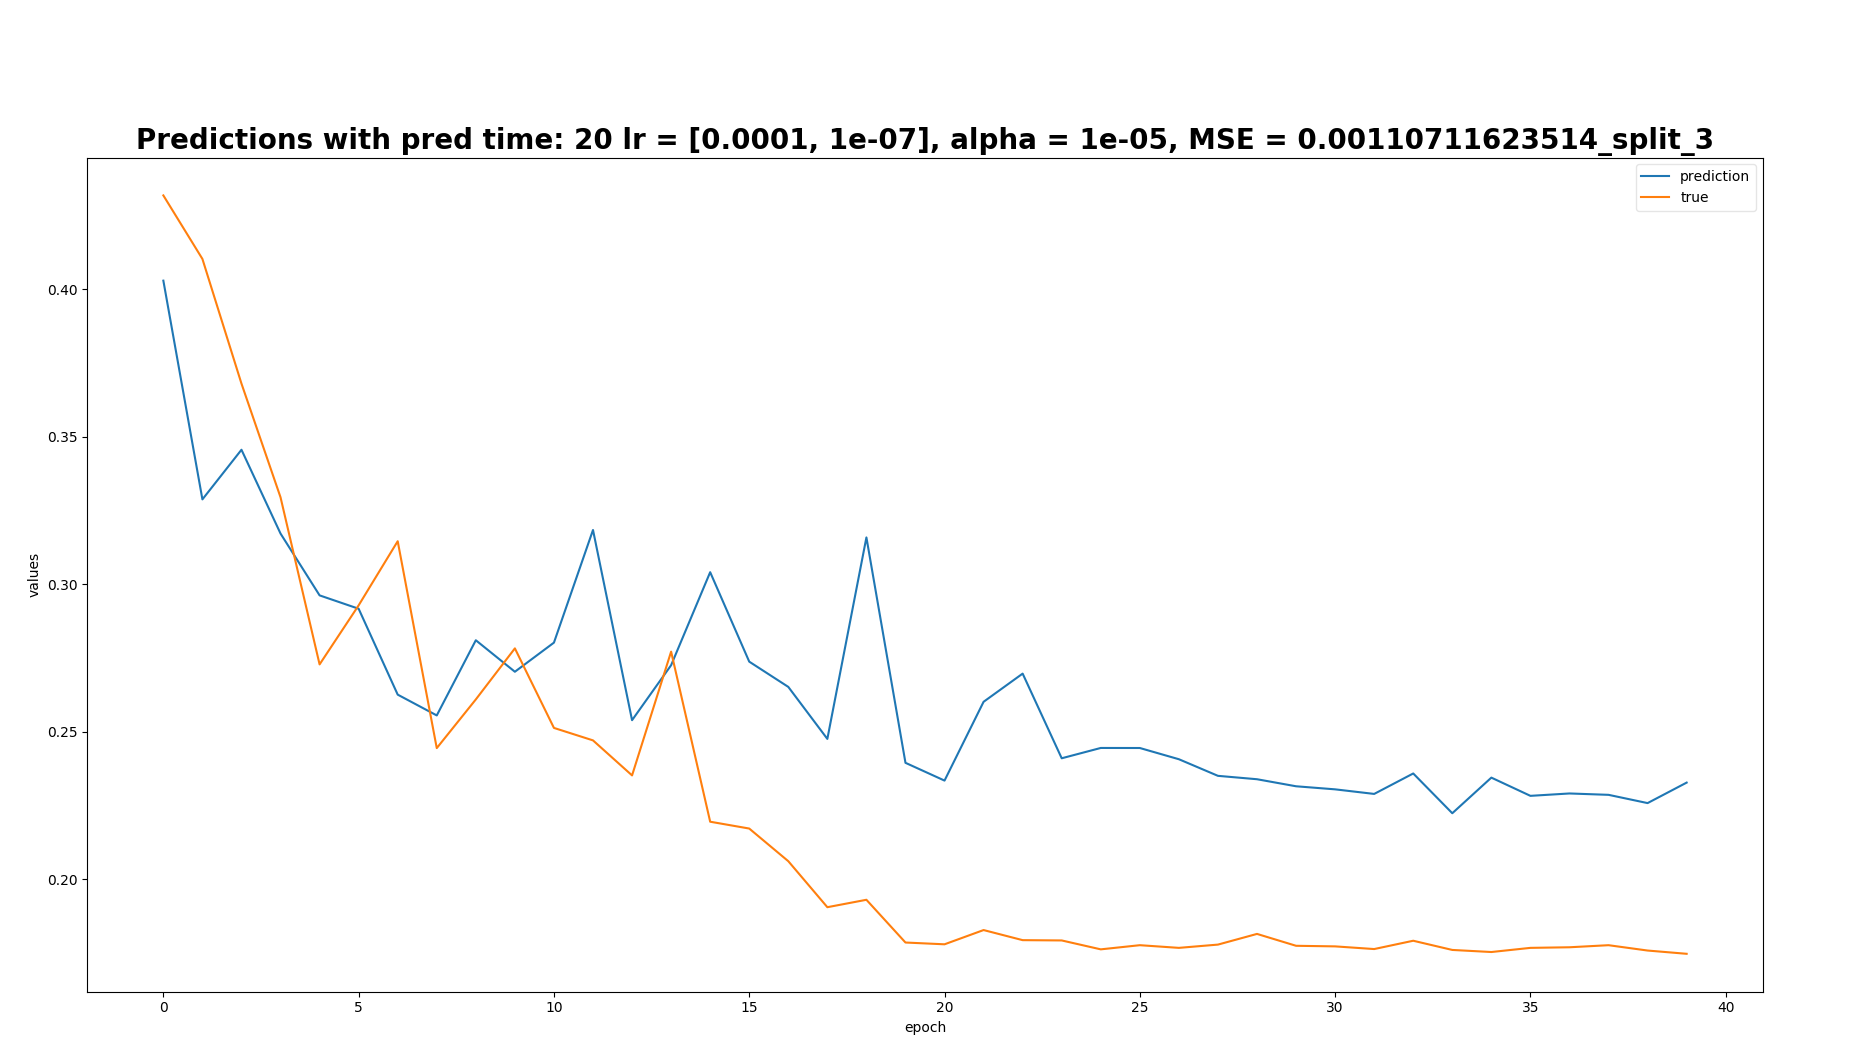 Predictions with pred time: 20 lr = [0.0001, 1e-07], alpha = 1e-05, MSE = 0.00110711623514_split_3
prediction
true
0.40
0.35
0.30
0.25
0.20
values
0 5 10 15 20 25 30 35 40
epoch